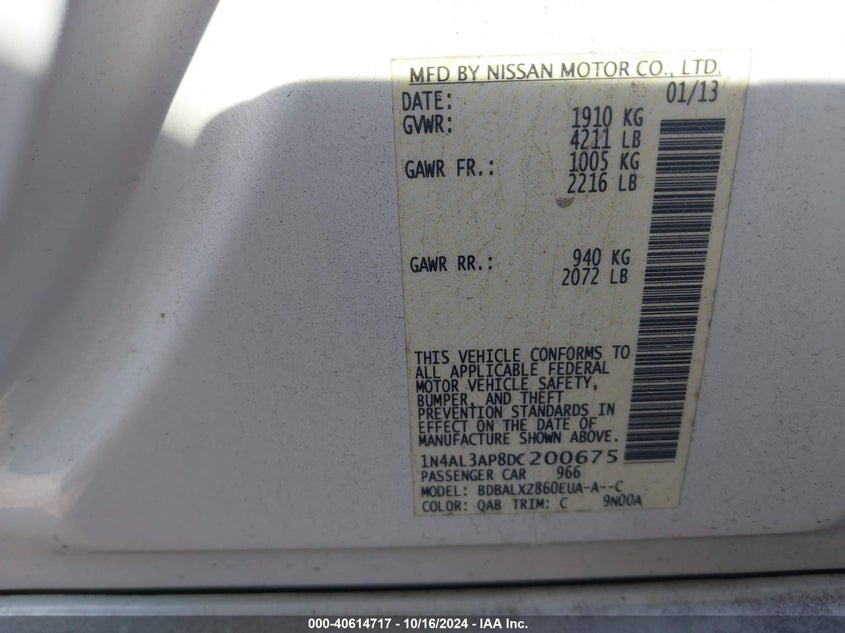 MFD BY NISSAN MOTOR CO., LTD.
DATE: 01/13
GVWR: 1910 KG
4211 LB
GAWR FR.: 1005 KG
2216 LB
GAWR RR.: 940 KG
2072 LB
THIS VEHICLE CONFORMS TO
ALL APPLICABLE FEDERAL
MOTOR VEHICLE SAFETY,
BUMPER, AND THEFT
PREVENTION STANDARDS IN
EFFECT ON THE DATE OF
MANUFACTURE SHOWN ABOVE.
1N4AL3AP8DC200675
PASSENGER CAR 966
MODEL: BDBALXZ860EUA-A--C
COLOR: QAB TRIM: C 9N00A
000-40614717 - 10/16/2024 - IAA Inc.